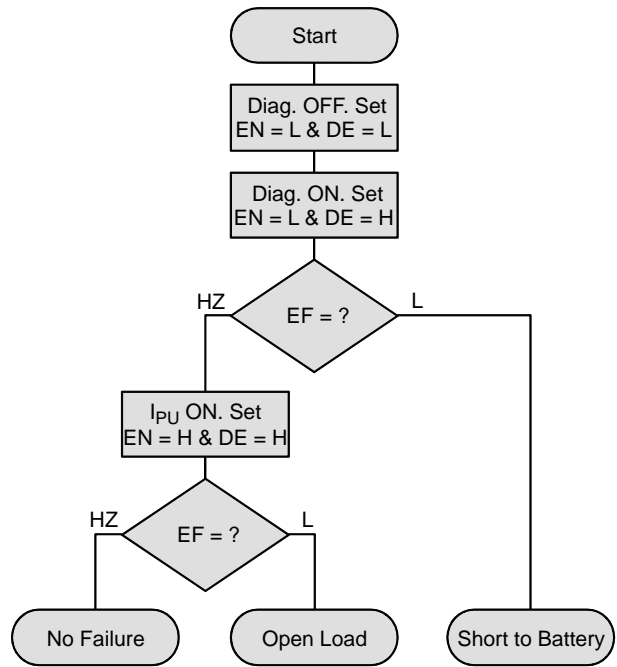 Start
Diag. OFF. Set
EN = L & DE = L
Diag. ON. Set
EN = L & DE = H
HZ
EF = ?
L
IPU ON. Set
EN = H & DE = H
HZ
EF = ?
L
No Failure
Open Load
Short to Battery